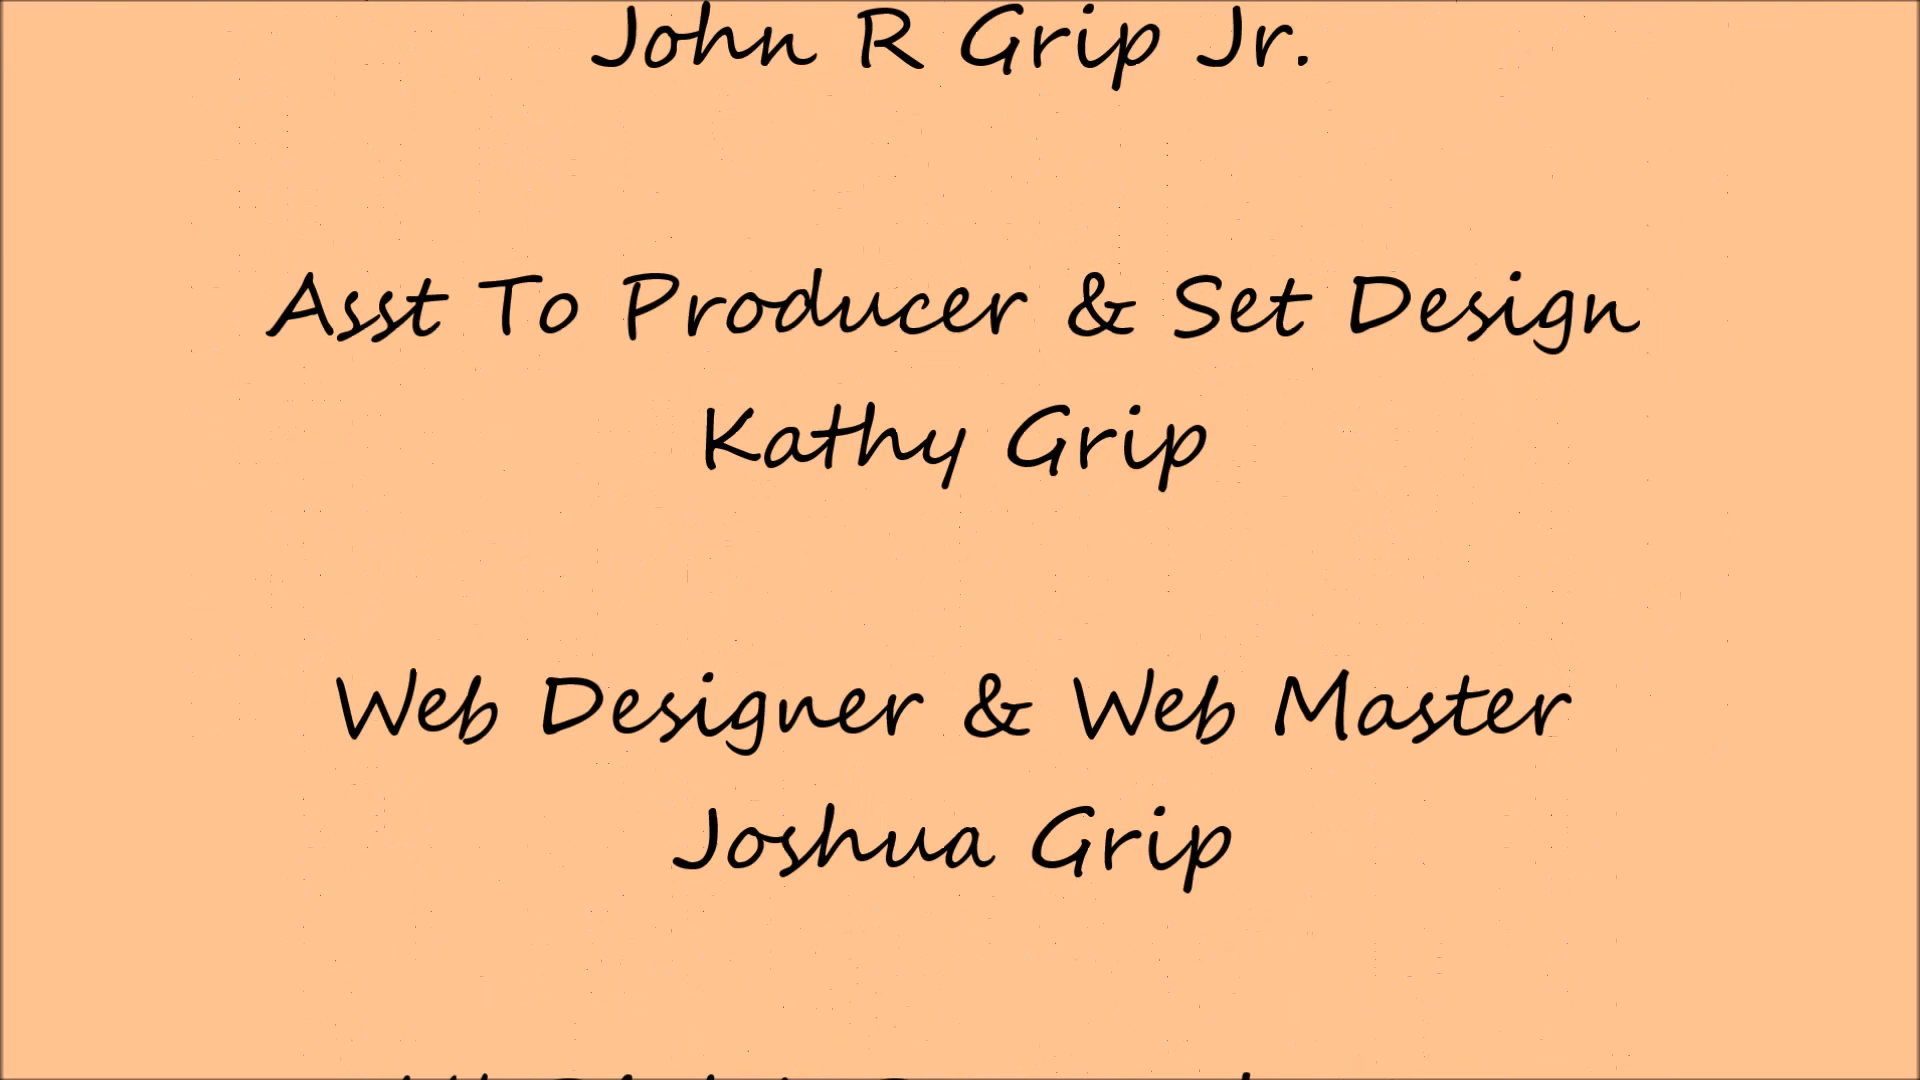 John R Grip Jr.
Asst To Producer & Set Design
Kathy Grip
Web Designer & Web Master
Joshua Grip